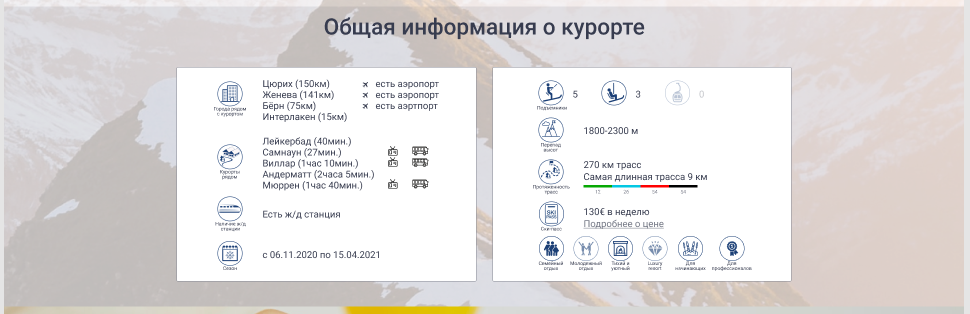 Общая информация о курорте
Города рядом
с курортом
Цюрих (150км) есть аэропорт
Женева (141км) есть аеропорт
Бёрн (75км) есть аэртпорт
Интерлакен (15км)
Курорты
рядом
Лейкербад (40мин.)
Самнаун (27мин.)
Виллар (1час 10мин.)
Андерматт (2часа 5мин.)
Мюррен (1час 40мин.)
Наличие ж/д
станции
Есть ж/д станция
Сезон
с 06.11.2020 по 15.04.2021
Подъемники
5 3 0
Перепад
высот
1800-2300 м
Протяженность
трасс
270 км трасс
Самая длинная трасса 9 км
12 26 54 54
SKI
PASS
Ски-пасс
130€ в неделю
Подробнее о цене
Семейный
отдых
Молодежный
отдых
Тихий и
уютный
Luxury
resort
Для
начинающих
Для
профессионалов